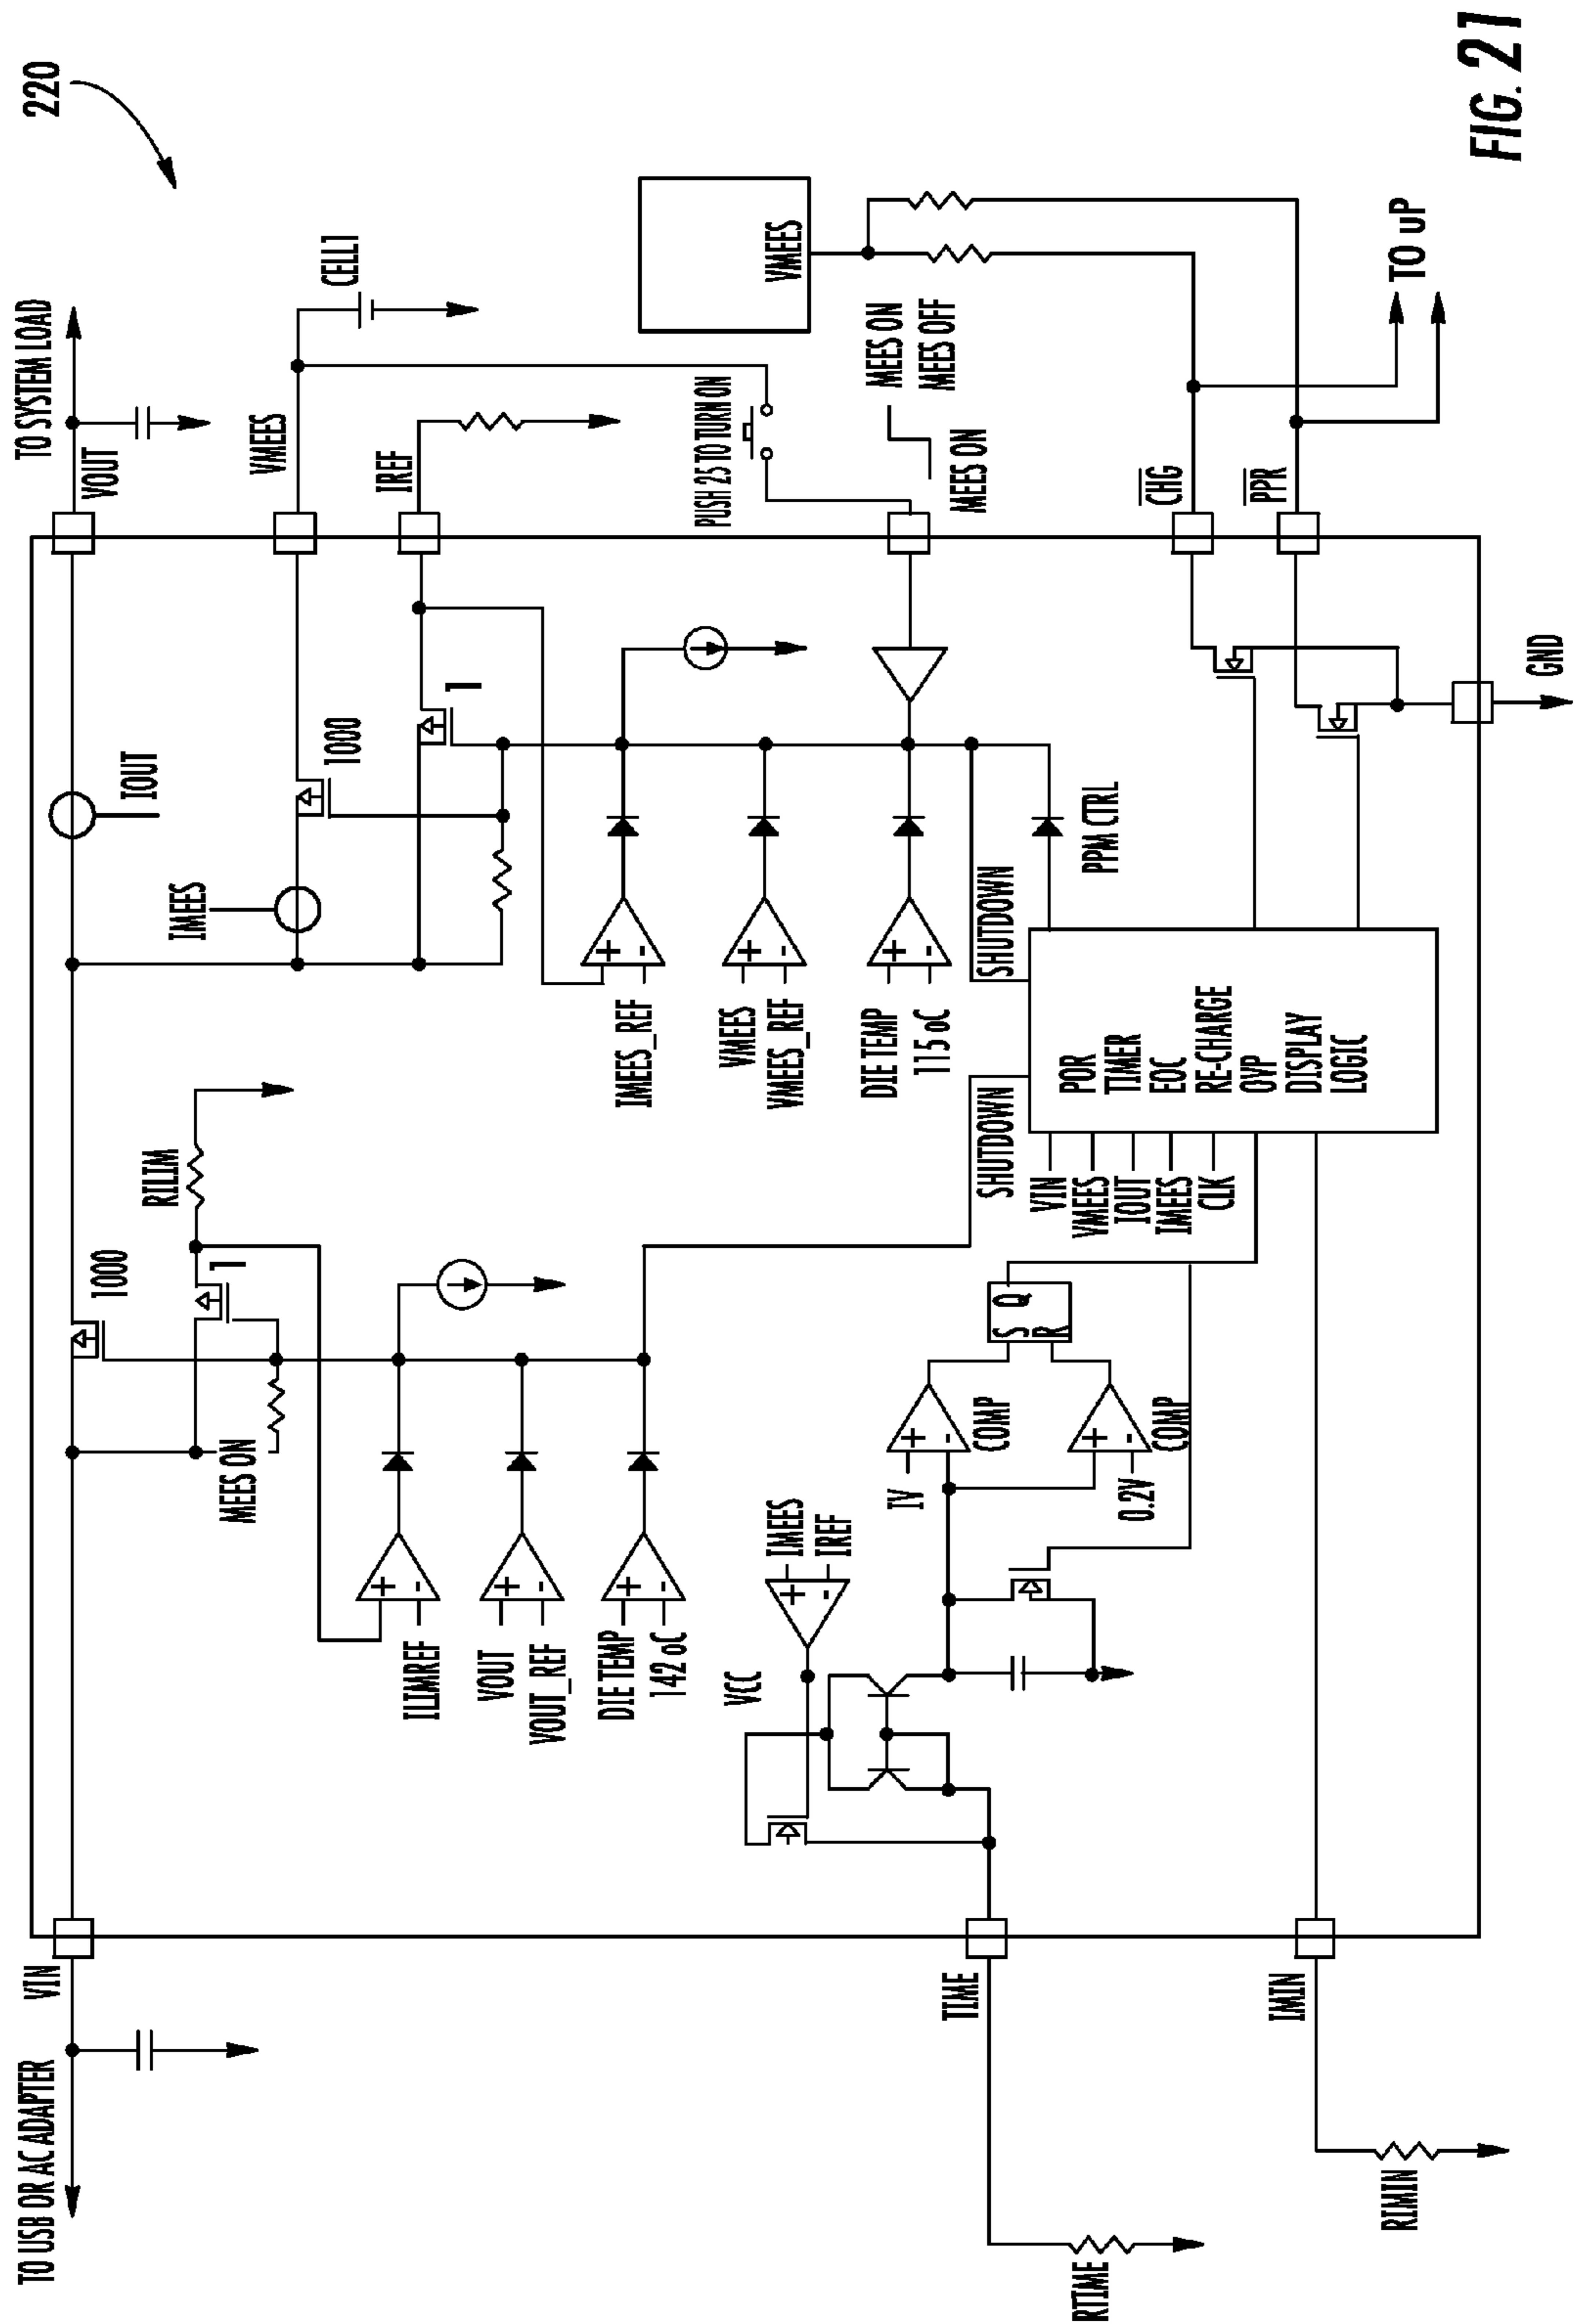 220
TO USB OR AC ADAPTER
VIN
1000
RILIM
1
MEES ON
ILIMREF
+
-
VOUT
VOUT_REF
+
-
DIE TEMP
142 oC
+
-
IOUT
IMEES
1000
1
TO SYSTEM LOAD
VOUT
VMEES
CELL1
IREF
IMEES_REF
+
-
VMEES
VMEES_REF
+
-
DIE TEMP
115 oC
+
-
PUSH 25 TO TURN ON
VMEES
MEES ON
MEES OFF
MEES ON
VCC
IMEES
IREF
+
-
1V
+
-
COMP
0.2V
+
-
COMP
S Q
R
SHUTDOWN
SHUTDOWN
PPM CTRL
VIN
VMEES
IOUT
IMEES
CLK
POR
TIMER
EOC
RE-CHARGE
OVP
DISPLAY
LOGIC
CHG
PPR
TO uP
GND
TIME
RTIME
IMIN
RIMIN
FIG. 21